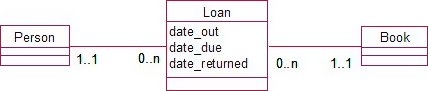 Loan
Person
date_out
date_due
date_returned
Book
1..1
0..n
0..n
1..1